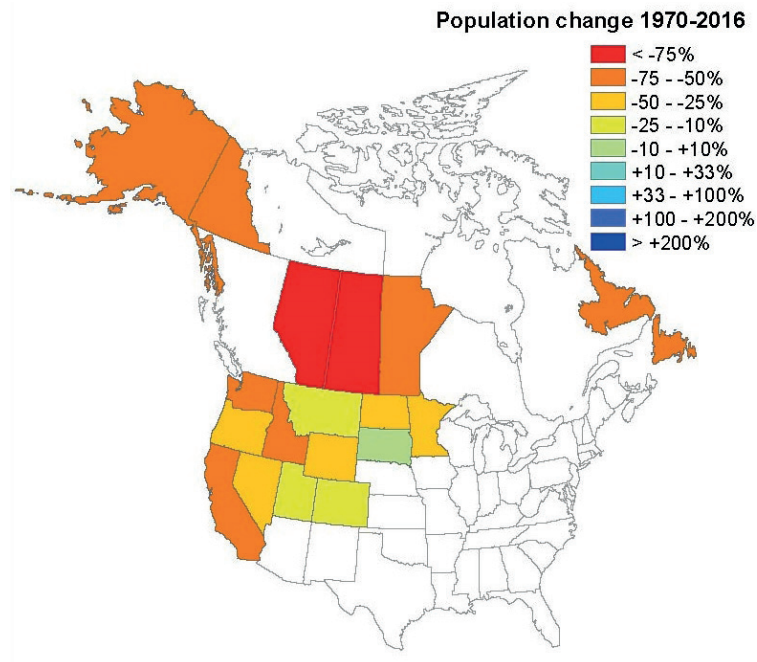 Population change 1970-2016
< -75%
-75 - -50%
-50 - -25%
-25 - -10%
-10 - +10%
+10 - +33%
+33 - +100%
+100 - +200%
> +200%